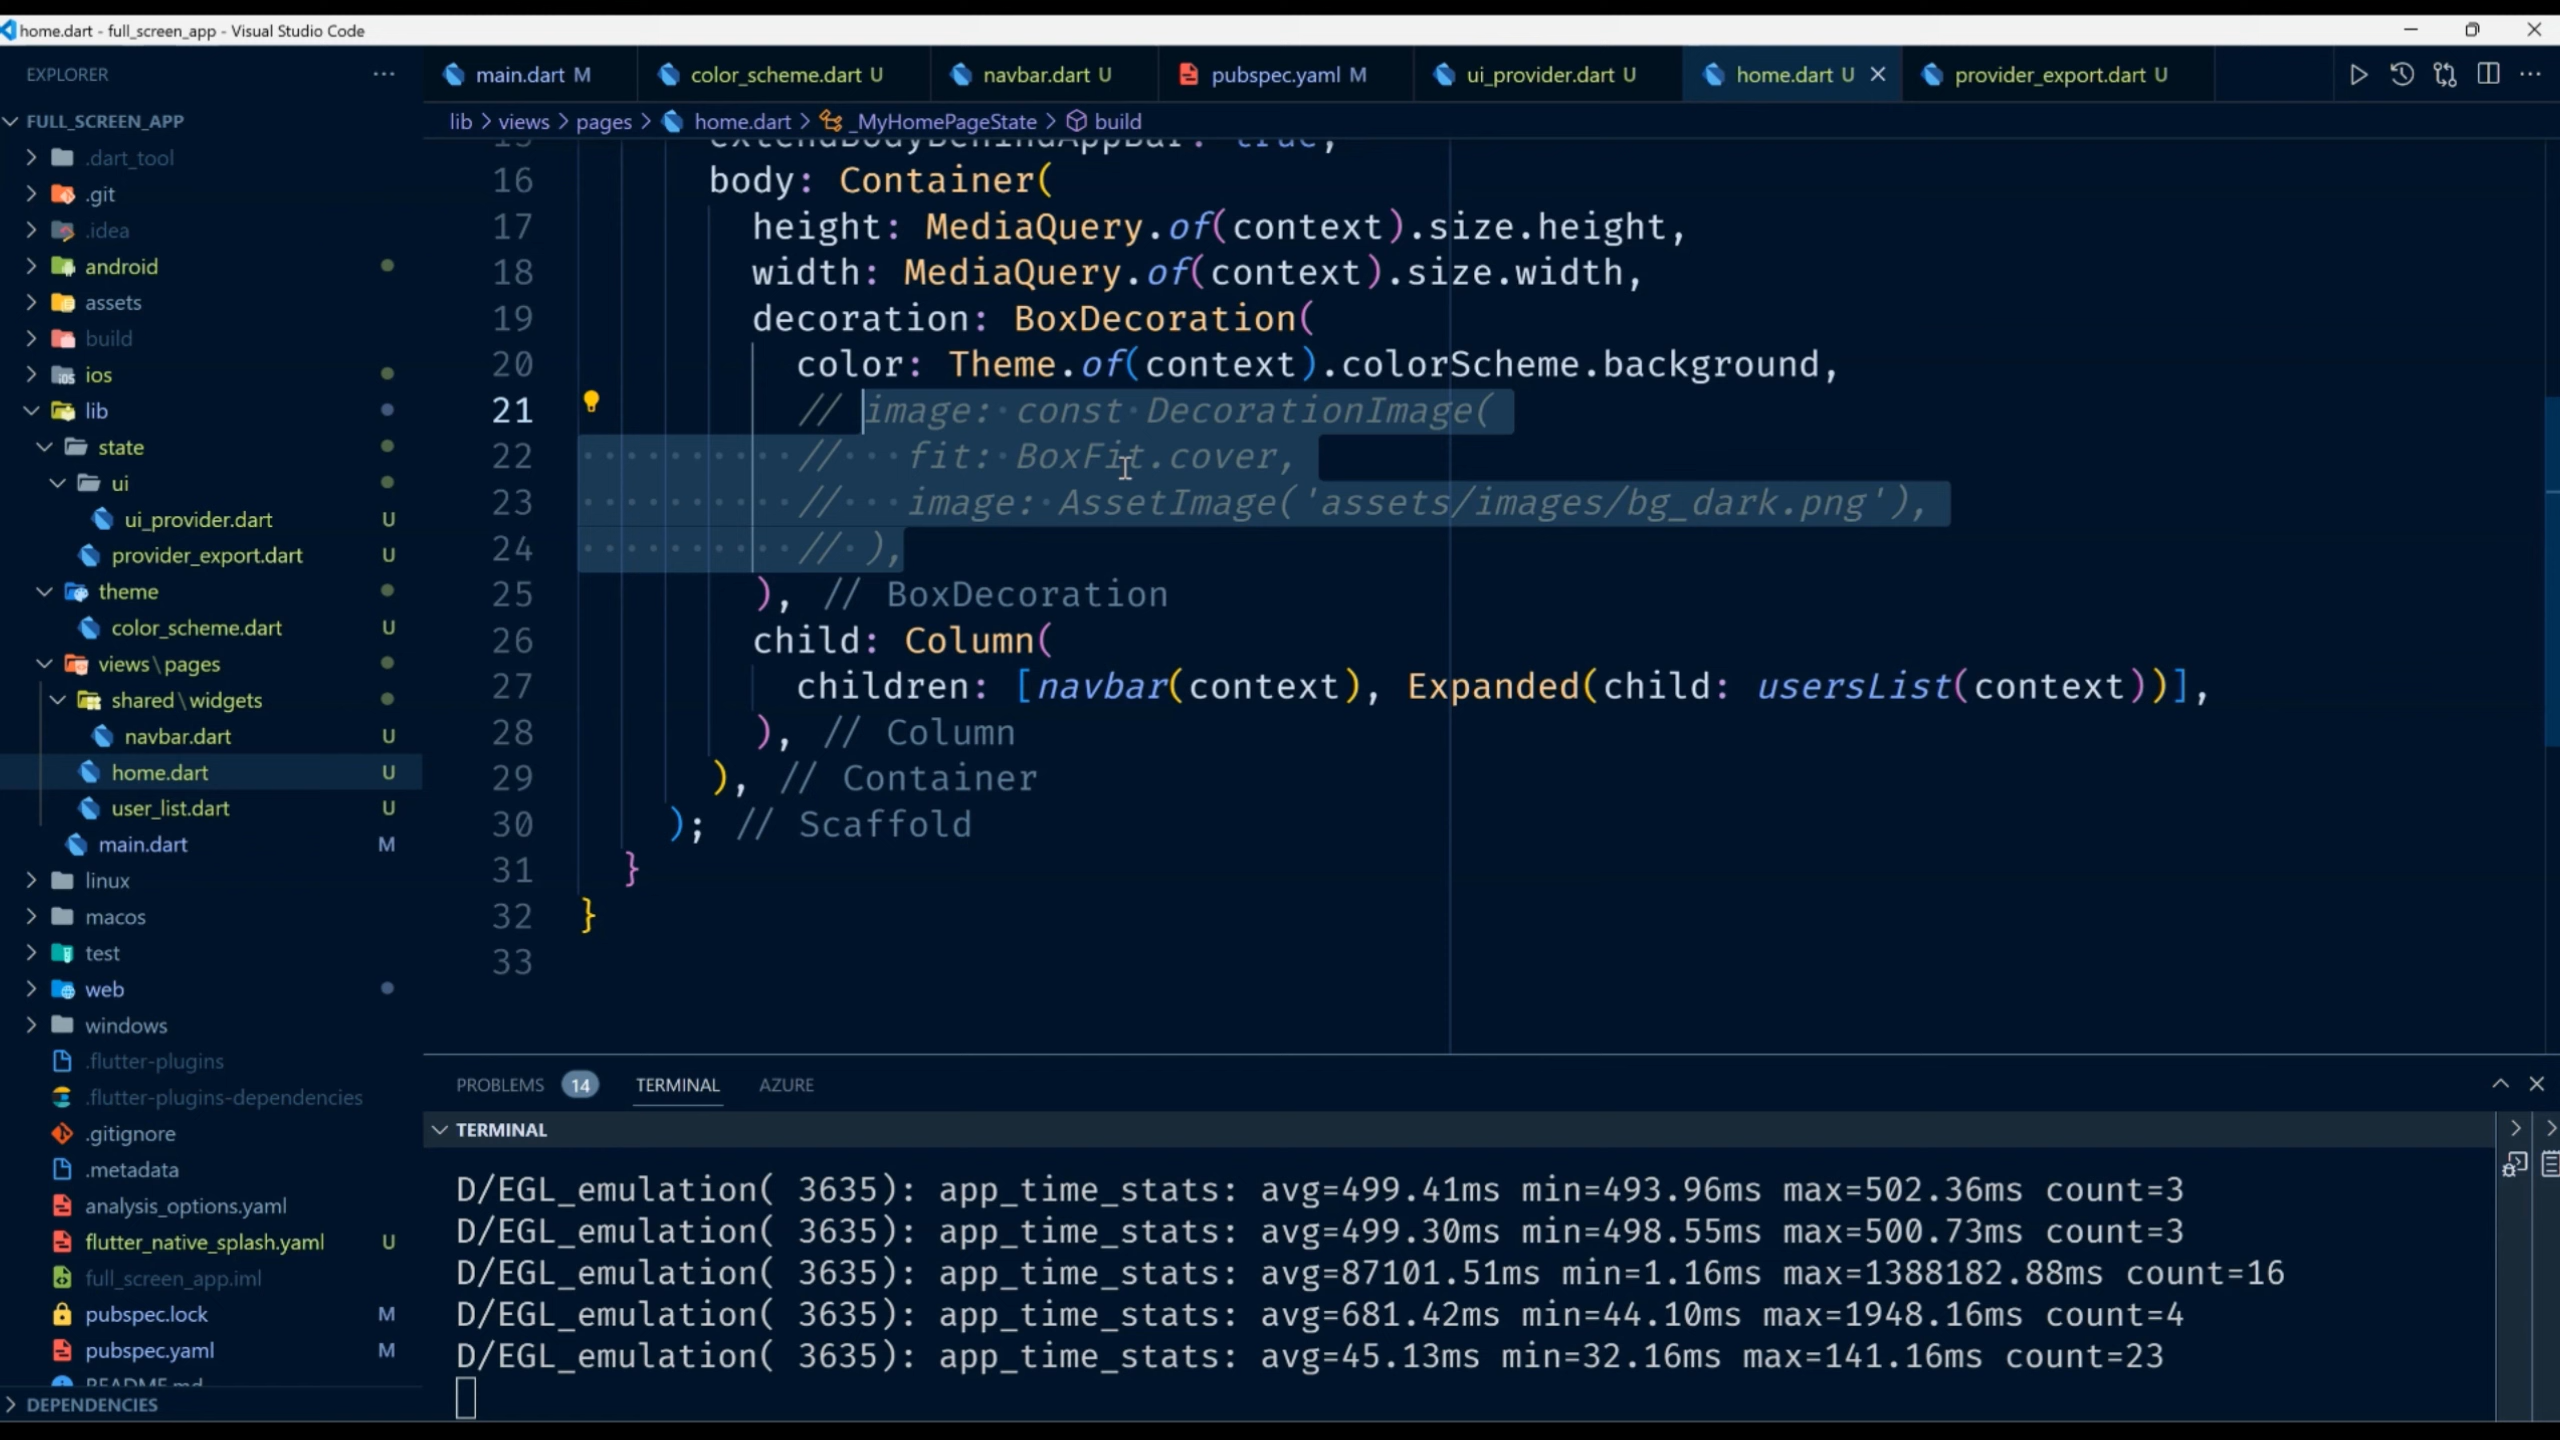 home.dart - full_screen_app - Visual Studio Code
EXPLORER
main.dart M
color_scheme.dart U
navbar.dart U
pubspec.yaml M
ui_provider.dart U
home.dart U
provider_export.dart U
lib > views > pages > home.dart > _MyHomePageState > build
FULL_SCREEN_APP
.dart_tool
.git
.idea
android
assets
build
ios
lib
state
ui
ui_provider.dart U
provider_export.dart U
theme
color_scheme.dart U
views\pages
shared\widgets
navbar.dart U
home.dart U
user_list.dart U
main.dart M
linux
macos
test
web
windows
.flutter-plugins
.flutter-plugins-dependencies
.gitignore
.metadata
analysis_options.yaml
flutter_native_splash.yaml U
full_screen_app.iml
pubspec.lock M
pubspec.yaml M
README.md
DEPENDENCIES
15 extendBodyBehindAppBar: true,
16 body: Container(
17 height: MediaQuery.of(context).size.height,
18 width: MediaQuery.of(context).size.width,
19 decoration: BoxDecoration(
20 color: Theme.of(context).colorScheme.background,
21 // image: const DecorationImage(
22 // fit: BoxFit.cover,
23 // image: AssetImage('assets/images/bg_dark.png'),
24 // ),
25 ), // BoxDecoration
26 child: Column(
27 children: [navbar(context), Expanded(child: usersList(context))],
28 ), // Column
29 ), // Container
30 ); // Scaffold
31 }
32 }
33
PROBLEMS 14 TERMINAL AZURE
TERMINAL
D/EGL_emulation( 3635): app_time_stats: avg=499.41ms min=493.96ms max=502.36ms count=3
D/EGL_emulation( 3635): app_time_stats: avg=499.30ms min=498.55ms max=500.73ms count=3
D/EGL_emulation( 3635): app_time_stats: avg=87101.51ms min=1.16ms max=1388182.88ms count=16
D/EGL_emulation( 3635): app_time_stats: avg=681.42ms min=44.10ms max=1948.16ms count=4
D/EGL_emulation( 3635): app_time_stats: avg=45.13ms min=32.16ms max=141.16ms count=23